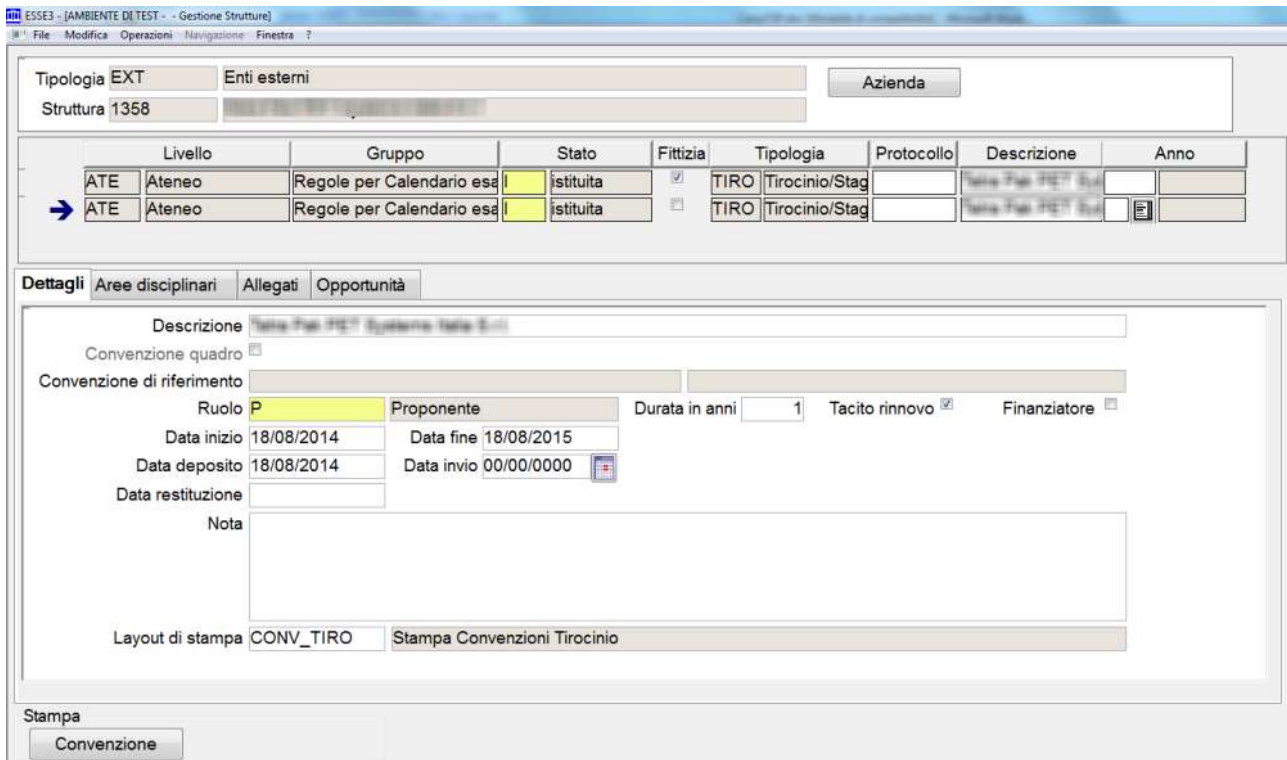 ESSE3 - [AMBIENTE DI TEST - - Gestione Strutture]
File Modifica Operazioni Navigazione Finestra ?
Tipologia EXT Enti esterni Azienda
Struttura 1358
Livello Gruppo Stato Fittizia Tipologia Protocollo Descrizione Anno
ATE Ateneo Regole per Calendario esa I istituita TIRO Tirocinio/Stag
ATE Ateneo Regole per Calendario esa I istituita TIRO Tirocinio/Stag
Dettagli Aree disciplinari Allegati Opportunità
Descrizione
Convenzione quadro
Convenzione di riferimento
Ruolo P Proponente Durata in anni 1 Tacito rinnovo Finanziatore
Data inizio 18/08/2014 Data fine 18/08/2015
Data deposito 18/08/2014 Data invio 00/00/0000
Data restituzione
Nota
Layout di stampa CONV_TIRO Stampa Convenzioni Tirocinio
Stampa
Convenzione